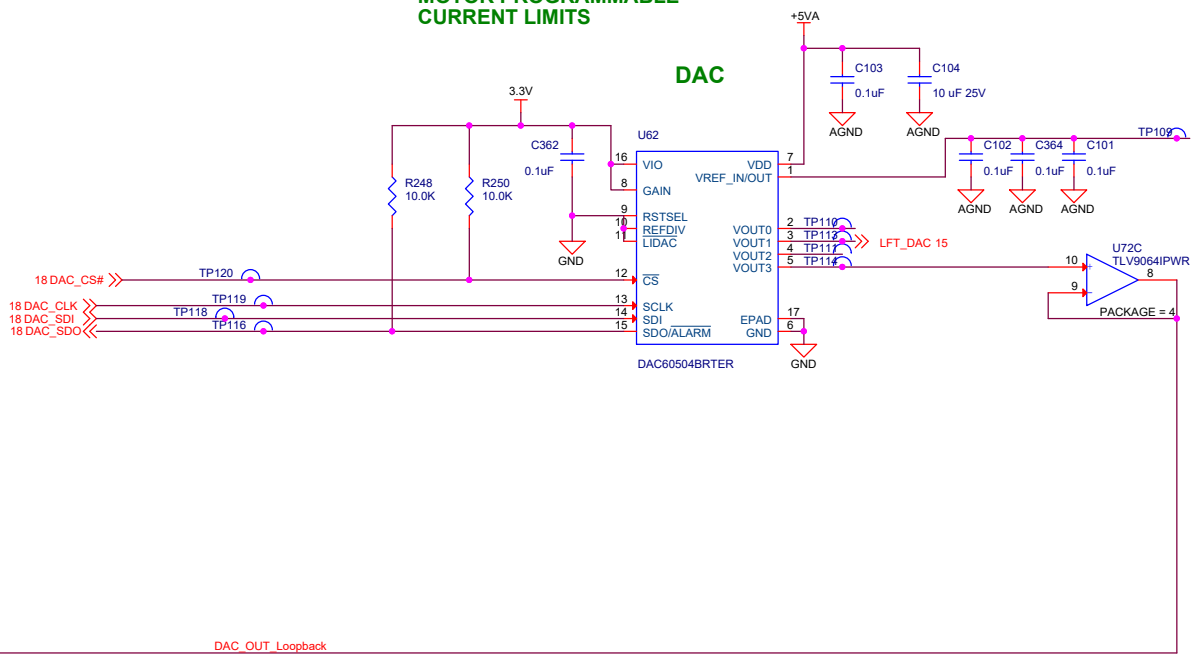 MOTOR PROGRAMMABLE
CURRENT LIMITS
DAC
+5VA
C103
0.1uF
C104
10 uF 25V
AGND
AGND
3.3V
C362
0.1uF
GND
R248
10.0K
R250
10.0K
U62
16 VIO
8 GAIN
9 RSTSEL
10 REFDIV
11 LIDAC
12 CS
13 SCLK
14 SDI
15 SDO/ALARM
VDD 7
VREF_IN/OUT 1
VOUT0 2
VOUT1 3
VOUT2 4
VOUT3 5
EPAD 17
GND 6
DAC60504BRTER
GND
TP109
C102
0.1uF
C364
0.1uF
C101
0.1uF
AGND
AGND
AGND
TP110
TP113
TP111
TP114
LFT_DAC 15
U72C
TLV9064IPWR
10
9
+
-
8
PACKAGE = 4
18 DAC_CS#
TP120
18 DAC_CLK
TP119
18 DAC_SDI
TP118
18 DAC_SDO
TP116
DAC_OUT_Loopback